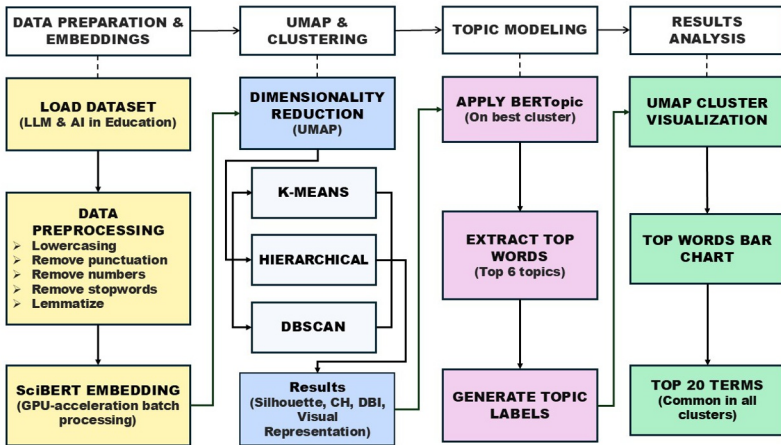 DATA PREPARATION &
EMBEDDINGS
UMAP &
CLUSTERING
TOPIC MODELING
RESULTS
ANALYSIS
LOAD DATASET
(LLM & AI in Education)
DATA
PREPROCESSING
➢ Lowercasing
➢ Remove punctuation
➢ Remove numbers
➢ Remove stopwords
➢ Lemmatize
SciBERT EMBEDDING
(GPU-acceleration batch
processing)
DIMENSIONALITY
REDUCTION
(UMAP)
K-MEANS
HIERARCHICAL
DBSCAN
Results
(Silhouette, CH, DBI,
Visual
Representation)
APPLY BERTopic
(On best cluster)
EXTRACT TOP
WORDS
(Top 6 topics)
GENERATE TOPIC
LABELS
UMAP CLUSTER
VISUALIZATION
TOP WORDS BAR
CHART
TOP 20 TERMS
(Common in all
clusters)